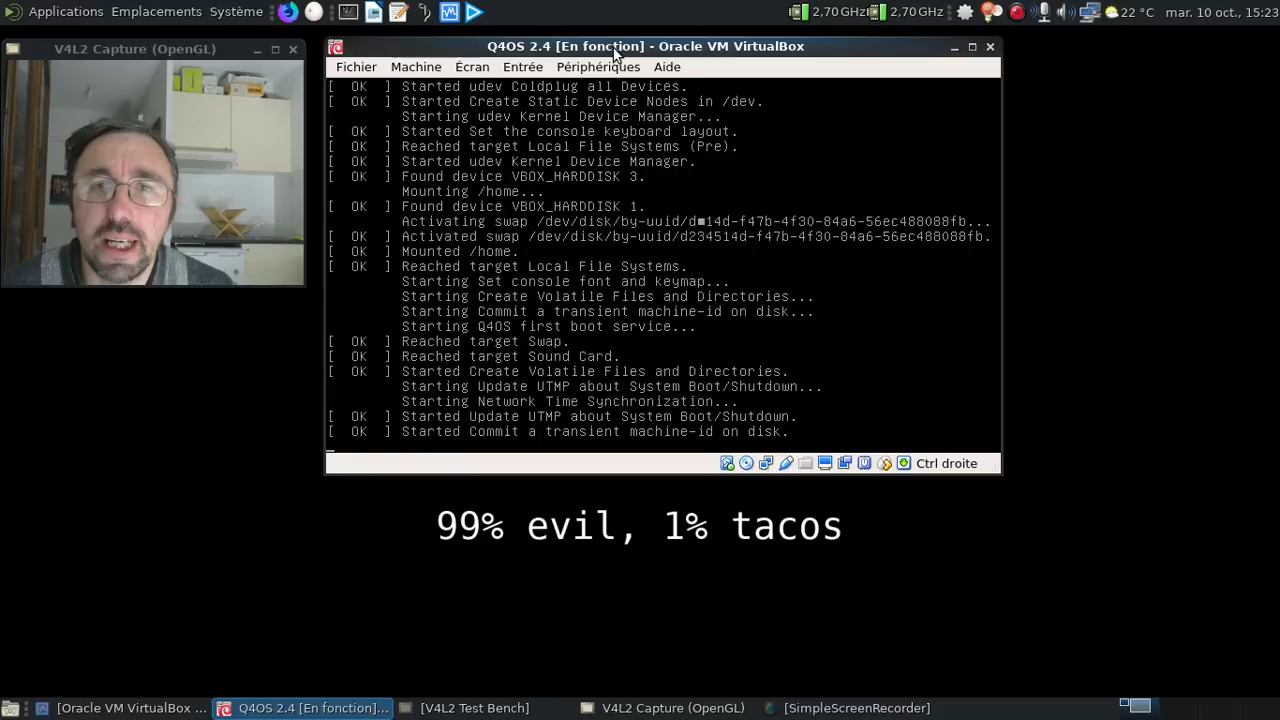 Applications Emplacements Système 2,70 GHz 2,70 GHz 22 °C mar. 10 oct., 15:23
V4L2 Capture (OpenGL)
Q4OS 2.4 [En fonction] - Oracle VM VirtualBox
Fichier Machine Écran Entrée Périphériques Aide
[ OK ] Started udev Coldplug all Devices.
[ OK ] Started Create Static Device Nodes in /dev.
Starting udev Kernel Device Manager...
[ OK ] Started Set the console keyboard layout.
[ OK ] Reached target Local File Systems (Pre).
[ OK ] Started udev Kernel Device Manager.
[ OK ] Found device VBOX_HARDDISK 3.
Mounting /home...
[ OK ] Found device VBOX_HARDDISK 1.
Activating swap /dev/disk/by-uuid/d■14d-f47b-4f30-84a6-56ec488088fb...
[ OK ] Activated swap /dev/disk/by-uuid/d234514d-f47b-4f30-84a6-56ec488088fb.
[ OK ] Mounted /home.
[ OK ] Reached target Local File Systems.
Starting Set console font and keymap...
Starting Create Volatile Files and Directories...
Starting Commit a transient machine-id on disk...
Starting Q4OS first boot service...
[ OK ] Reached target Swap.
[ OK ] Reached target Sound Card.
[ OK ] Started Create Volatile Files and Directories.
Starting Update UTMP about System Boot/Shutdown...
Starting Network Time Synchronization...
[ OK ] Started Update UTMP about System Boot/Shutdown.
[ OK ] Started Commit a transient machine-id on disk.
Ctrl droite
99% evil, 1% tacos
[Oracle VM VirtualBox ... Q4OS 2.4 [En fonction]... [V4L2 Test Bench] V4L2 Capture (OpenGL) [SimpleScreenRecorder]